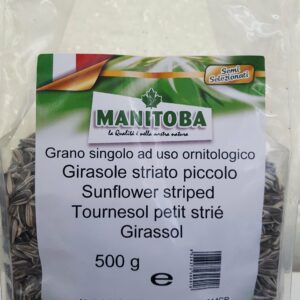 Semi
Selezionati
MANITOBA
la Qualità è nella nostra natura
Grano singolo ad uso ornitologico
Girasole striato piccolo
Sunflower striped
Tournesol petit strié
Girassol
500 g e